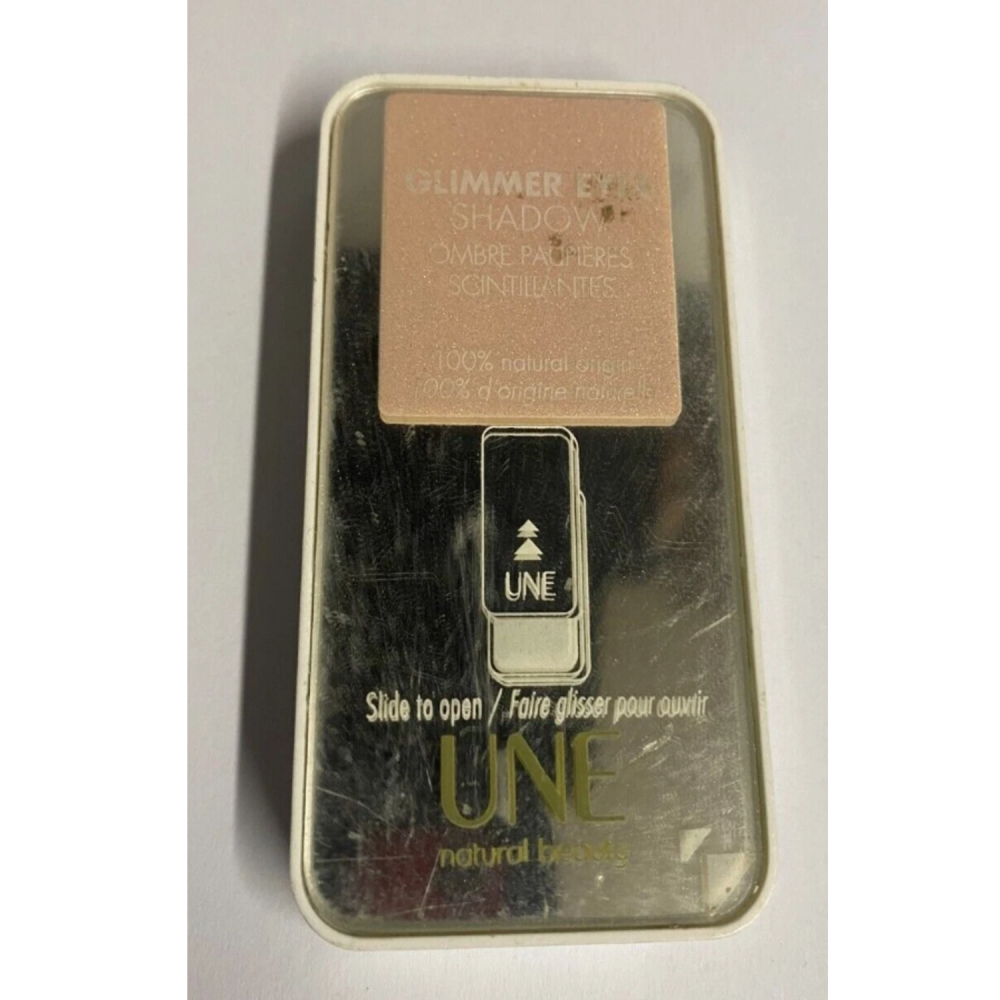 GLIMMER EYES
SHADOW
OMBRE PAUPIÈRES
SCINTILLANTES
100% natural origin
100% d'origine naturelle
UNE
Slide to open / Faire glisser pour ouvrir
UNE
natural beauty